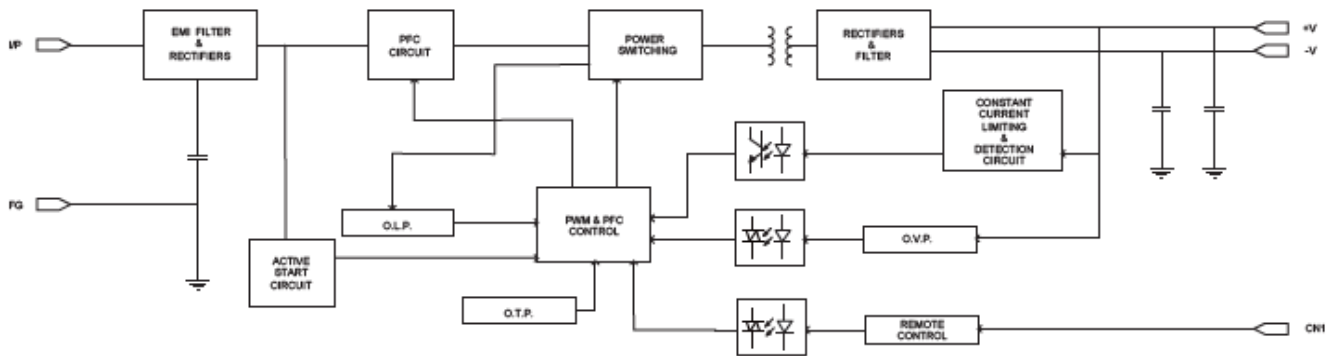 I/P
EMI FILTER
&
RECTIFIERS
PFC
CIRCUIT
POWER
SWITCHING
RECTIFIERS
&
FILTER
+V
-V
CONSTANT
CURRENT
LIMITING
&
DETECTION
CIRCUIT
FG
O.L.P.
PWM & PFC
CONTROL
O.V.P.
ACTIVE
START
CIRCUIT
O.T.P.
REMOTE
CONTROL
CN1